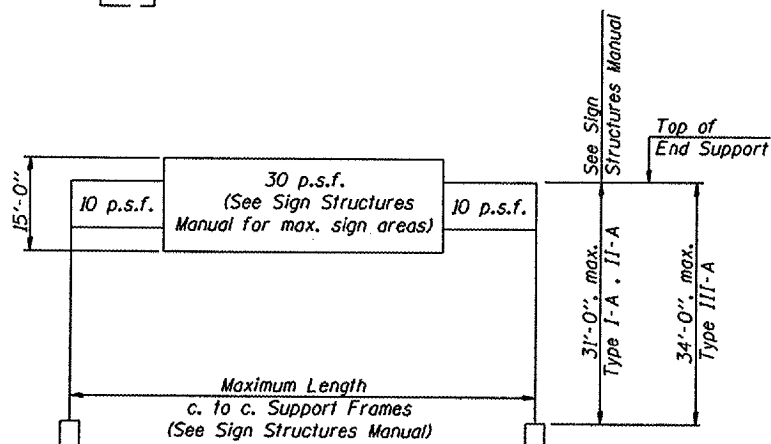 See Sign
Structures Manual
Top of
End Support
15'-0"
10 p.s.f.
30 p.s.f.
(See Sign Structures
Manual for max. sign areas)
10 p.s.f.
31'-0", max.
Type I-A , II-A
34'-0", max.
Type III-A
Maximum Length
c. to c. Support Frames
(See Sign Structures Manual)